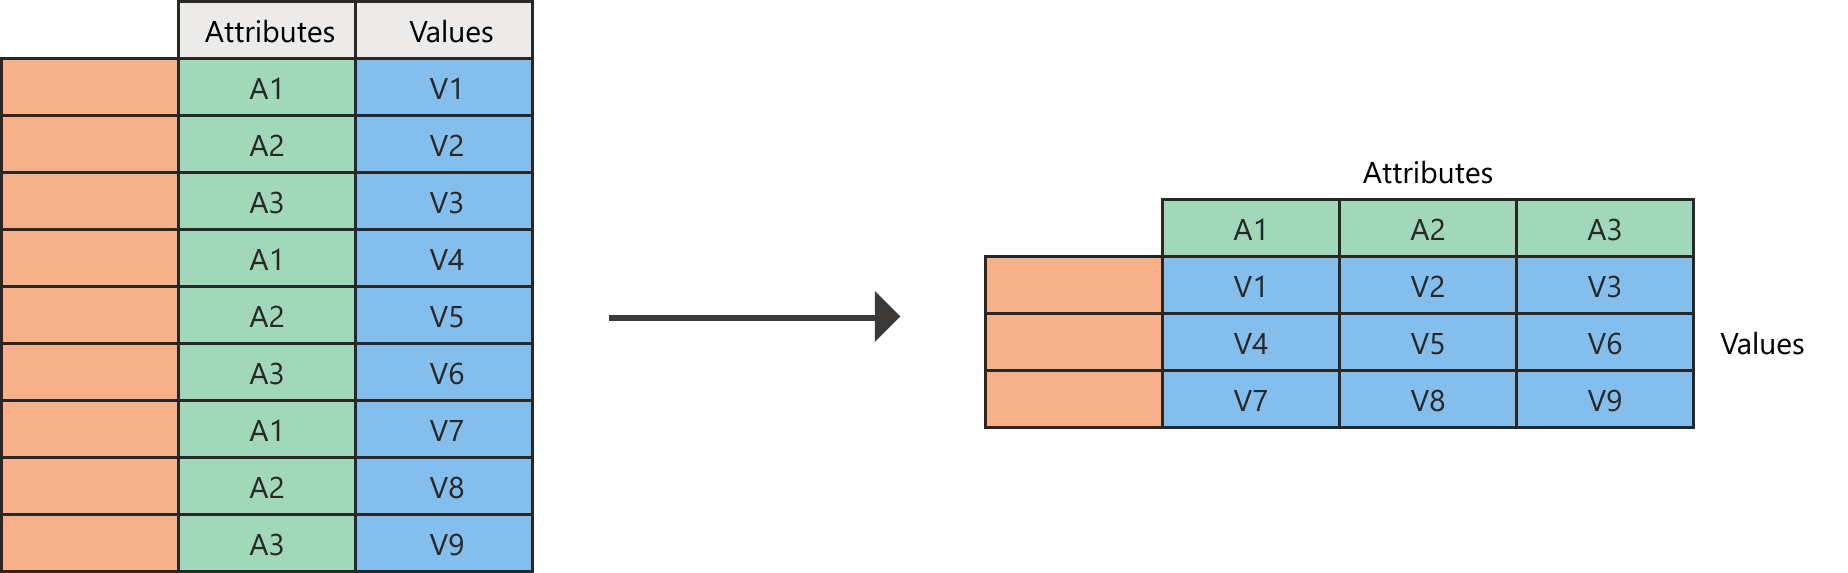 Attributes Values
A1 V1
A2 V2
A3 V3
A1 V4
A2 V5
A3 V6
A1 V7
A2 V8
A3 V9
Attributes
A1 A2 A3
V1 V2 V3
V4 V5 V6
Values
V7 V8 V9